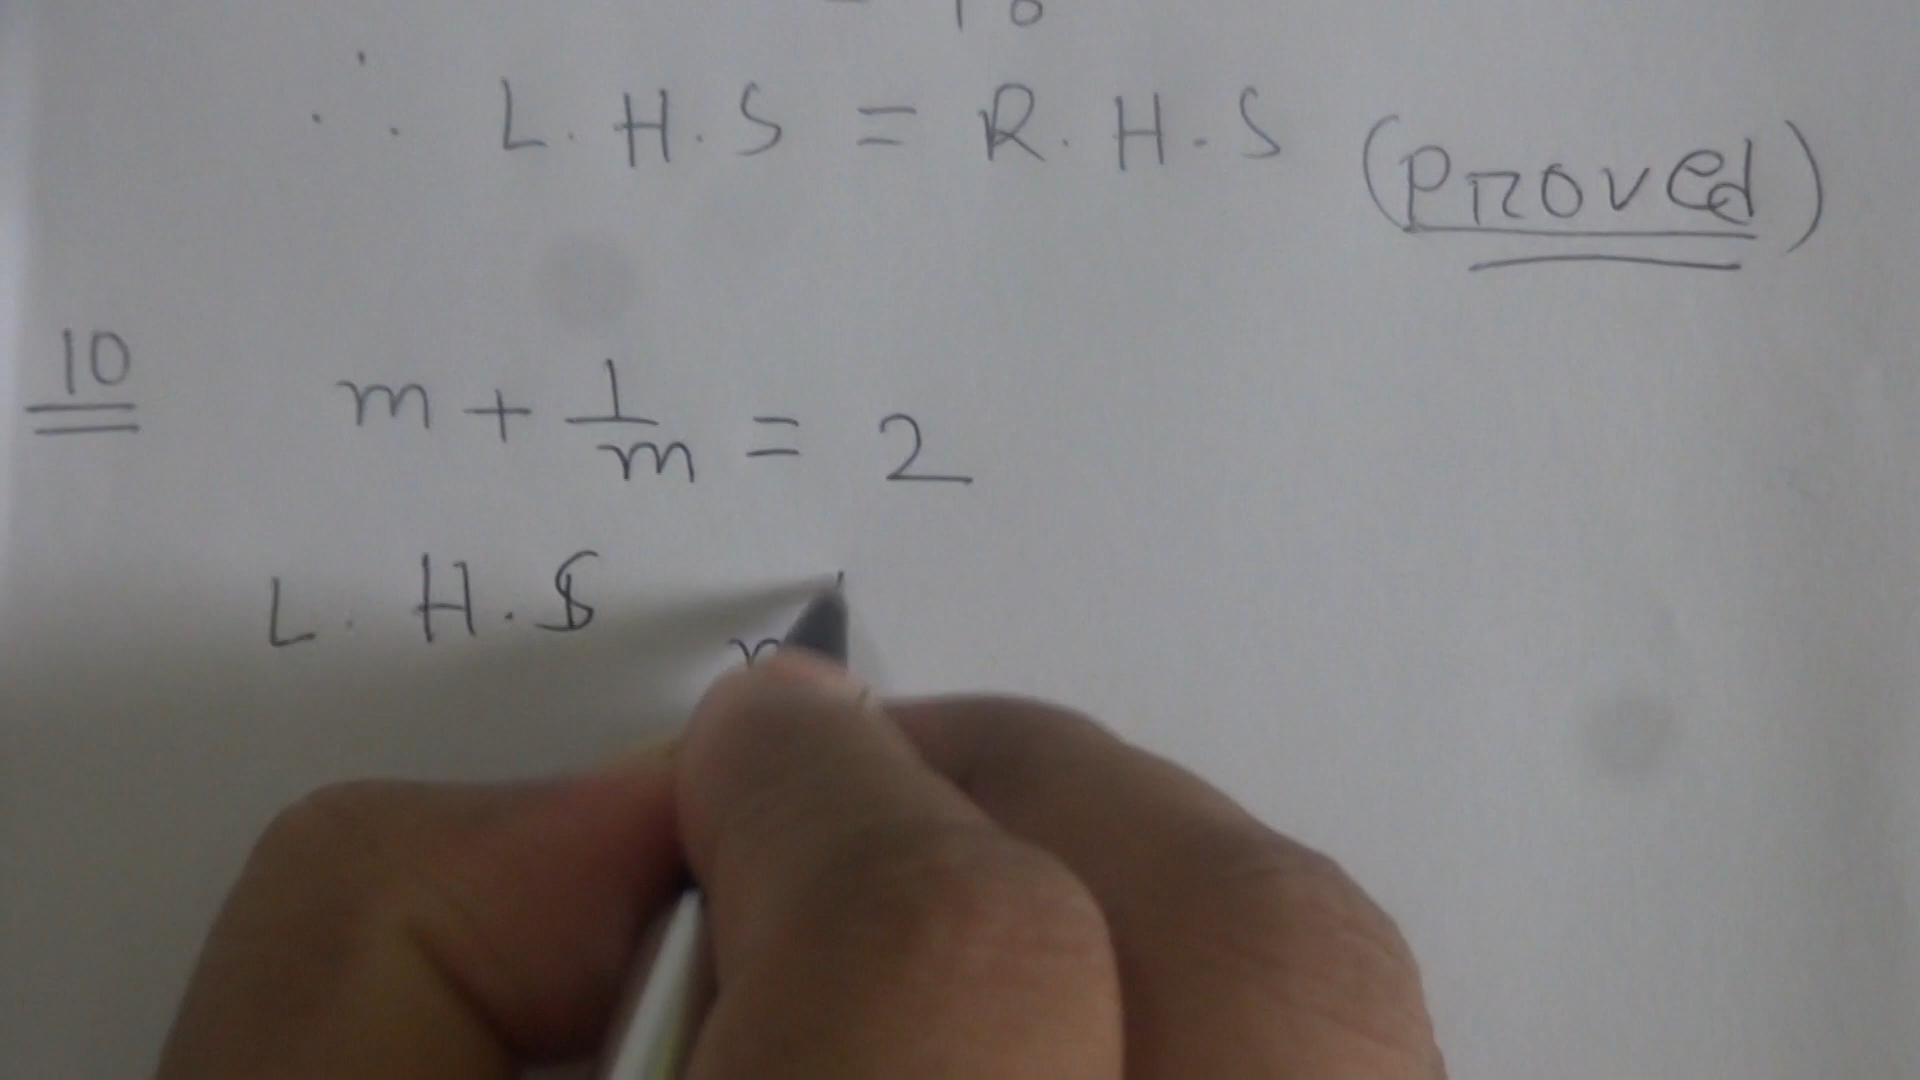 ∴ L.H.S = R.H.S (Proved)
10 m + 1/m = 2
L.H.S